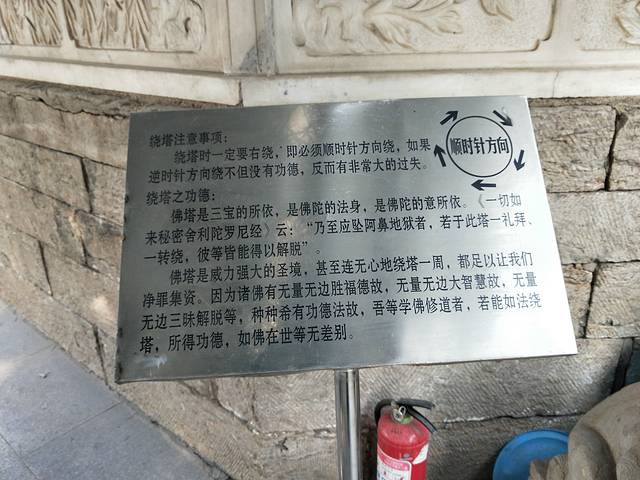 绕塔注意事项：
绕塔时一定要右绕，即必须顺时针方向绕，如果
逆时针方向绕不但没有功德，反而有非常大的过失。
顺时针方向
绕塔之功德：
佛塔是三宝的所依，是佛陀的法身，是佛陀的意所依。《一切如
来秘密舍利陀罗尼经》云：“乃至应坠阿鼻地狱者，若于此塔一礼拜、
一转绕，彼等皆能得以解脱”。
佛塔是威力强大的圣境，甚至连无心地绕塔一周，都足以让我们
净罪集资。因为诸佛有无量无边胜福德故，无量无边大智慧故，无量
无边三昧解脱等，种种希有功德法故，吾等学佛修道者，若能如法绕
塔，所得功德，如佛在世等无差别。